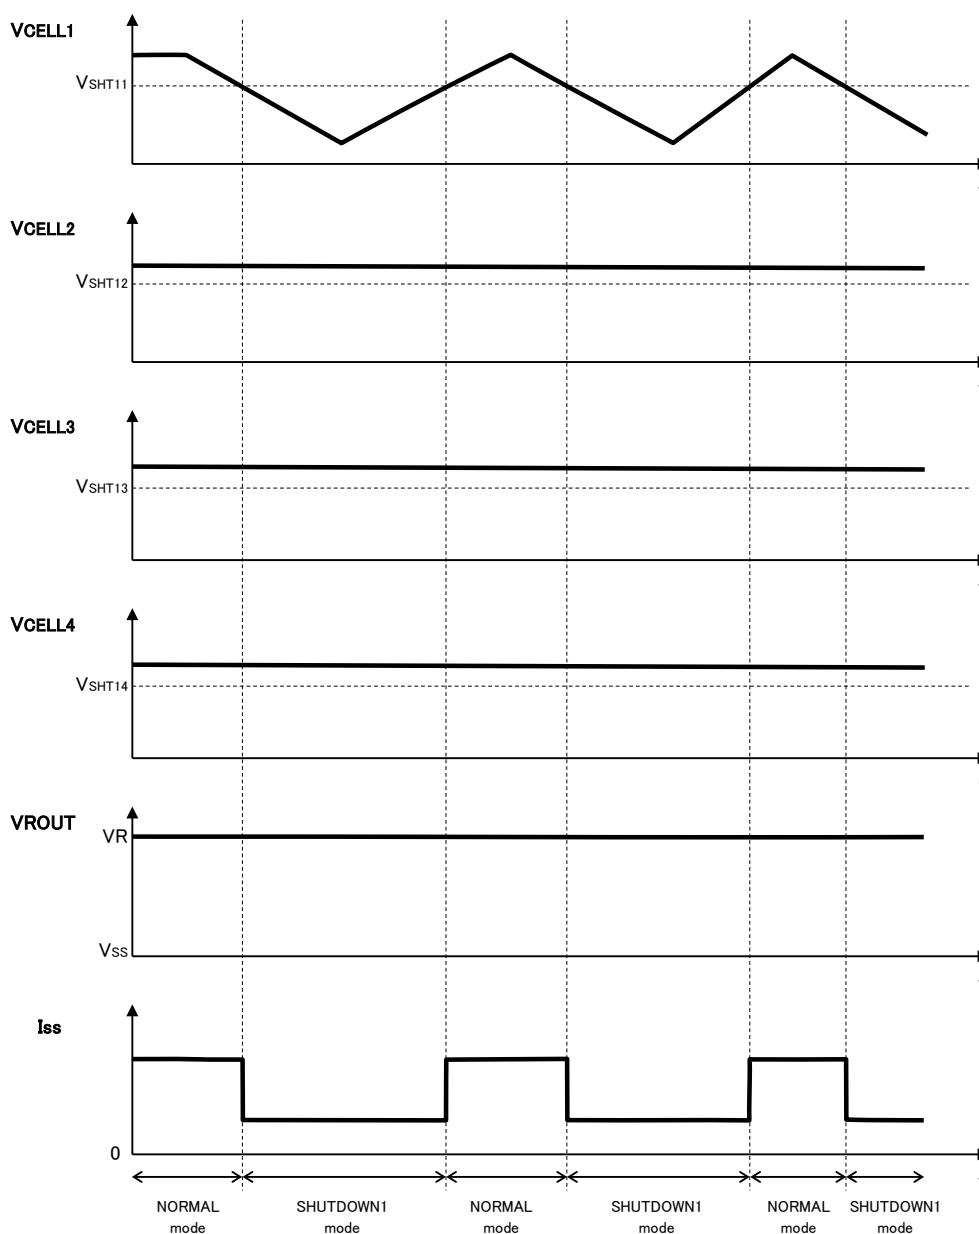 VCELL1
VSHT11
VCELL2
VSHT12
VCELL3
VSHT13
VCELL4
VSHT14
VROUT
VR
VSS
Iss
0
NORMAL mode
SHUTDOWN1 mode
NORMAL mode
SHUTDOWN1 mode
NORMAL mode
SHUTDOWN1 mode